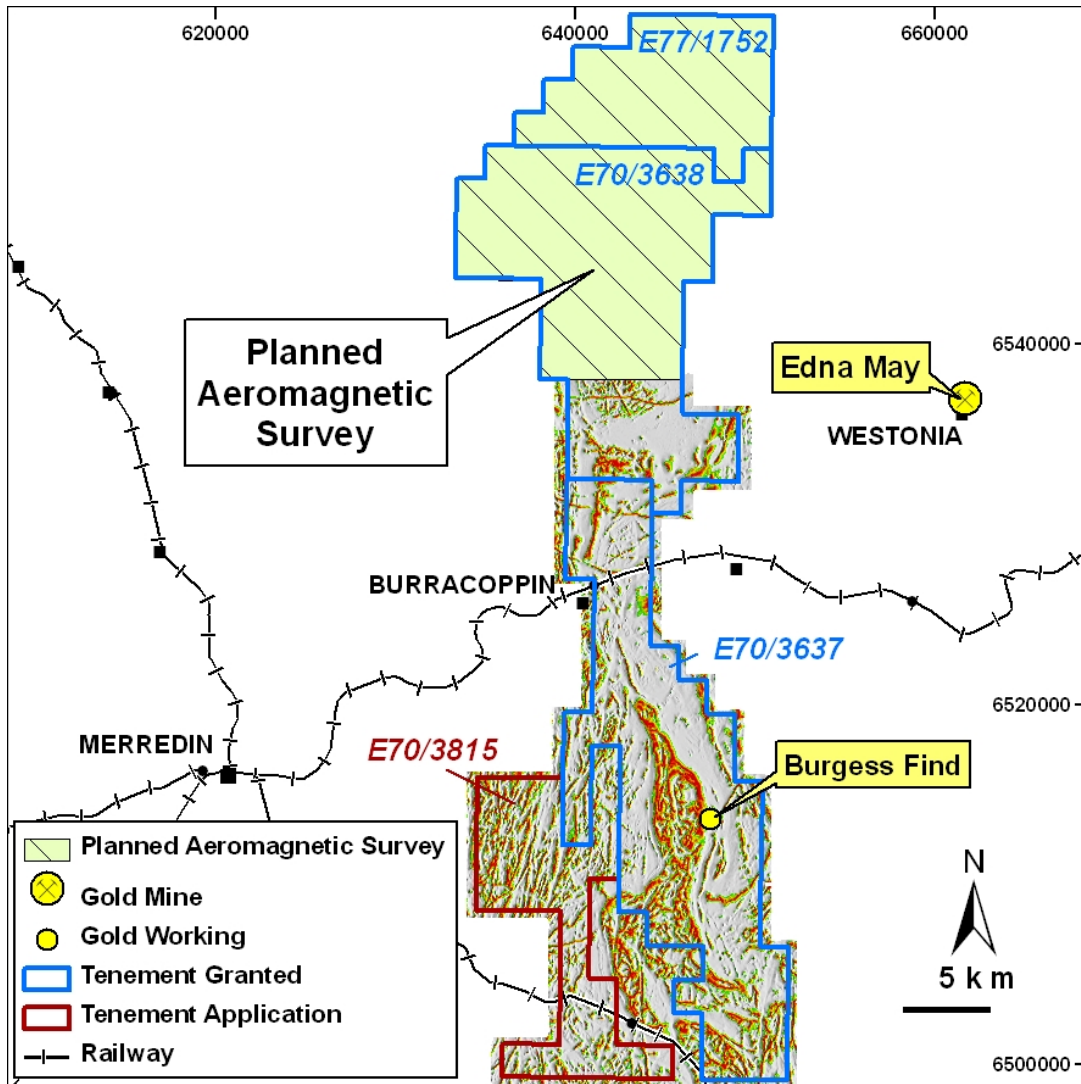 620000
640000
660000
E77/1752
E70/3638
6540000
Planned
Aeromagnetic
Survey
Edna May
WESTONIA
BURRACOPPIN
E70/3637
6520000
MERREDIN
E70/3815
Burgess Find
Planned Aeromagnetic Survey
Gold Mine
Gold Working
Tenement Granted
Tenement Application
Railway
N
5 k m
6500000